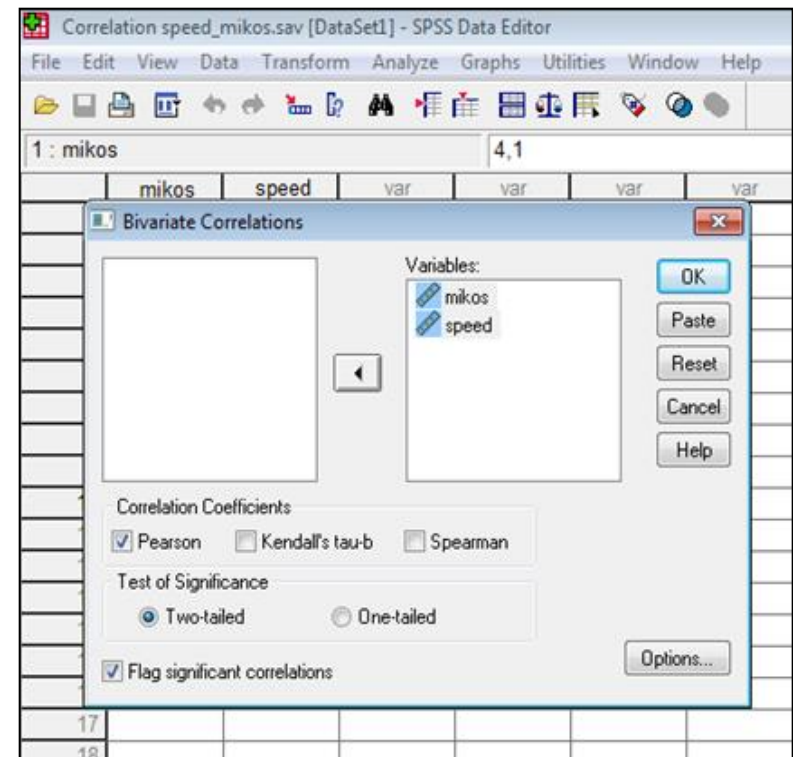 Correlation speed_mikos.sav [DataSet1] - SPSS Data Editor
File Edit View Data Transform Analyze Graphs Utilities Window Help
1 : mikos 4,1
mikos speed var var var var
Bivariate Correlations
Variables:
mikos
speed
OK
Paste
Reset
Cancel
Help
Correlation Coefficients
Pearson Kendall's tau-b Spearman
Test of Significance
Two-tailed One-tailed
Flag significant correlations
Options...
17
18